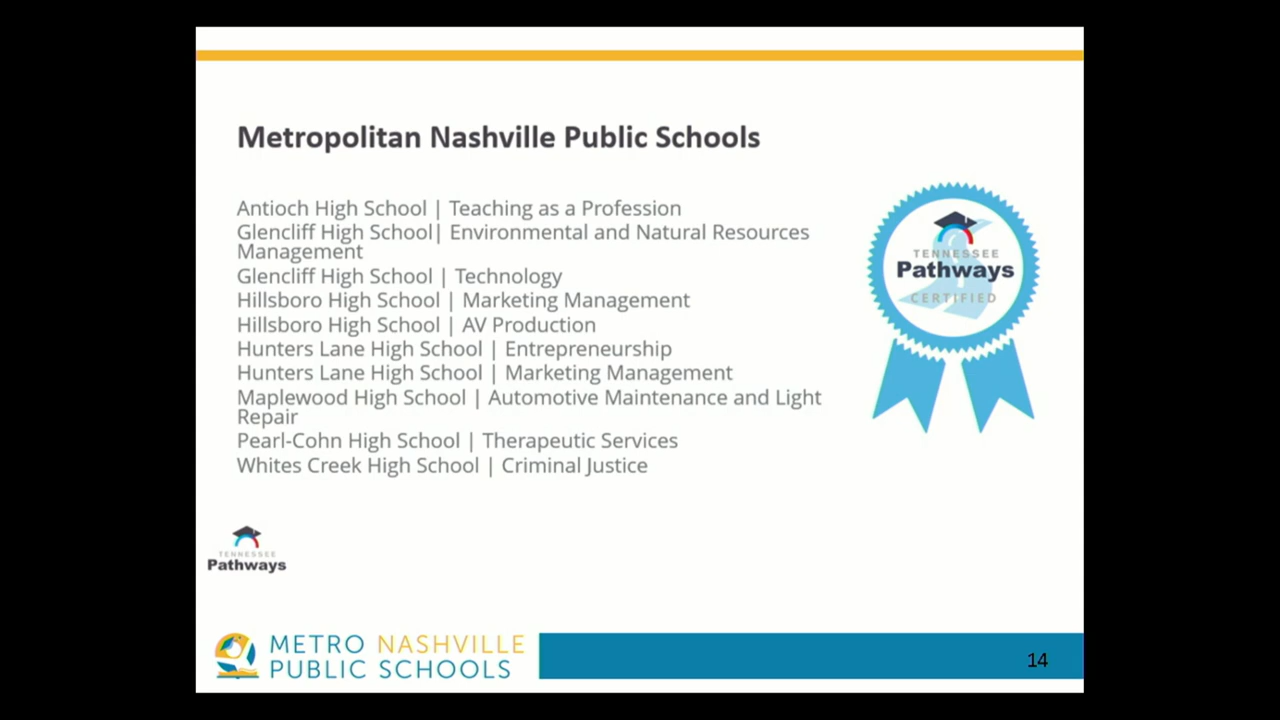 Metropolitan Nashville Public Schools
Antioch High School | Teaching as a Profession
Glencliff High School| Environmental and Natural Resources
Management
Glencliff High School | Technology
Hillsboro High School | Marketing Management
Hillsboro High School | AV Production
Hunters Lane High School | Entrepreneurship
Hunters Lane High School | Marketing Management
Maplewood High School | Automotive Maintenance and Light
Repair
Pearl-Cohn High School | Therapeutic Services
Whites Creek High School | Criminal Justice
TENNESSEE
Pathways
CERTIFIED
TENNESSEE
Pathways
METRO NASHVILLE
PUBLIC SCHOOLS
14